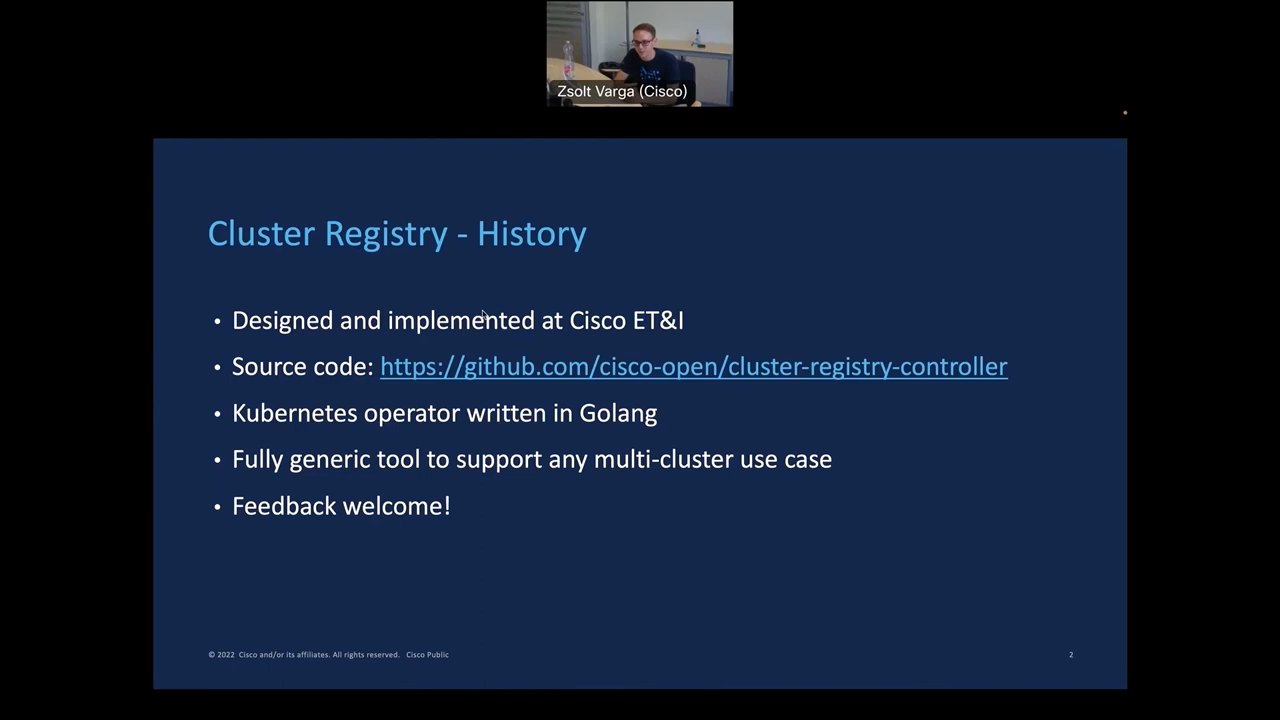 Zsolt Varga (Cisco)
Cluster Registry - History
• Designed and implemented at Cisco ET&I
• Source code: https://github.com/cisco-open/cluster-registry-controller
• Kubernetes operator written in Golang
• Fully generic tool to support any multi-cluster use case
• Feedback welcome!
© 2022 Cisco and/or its affiliates. All rights reserved. Cisco Public
2